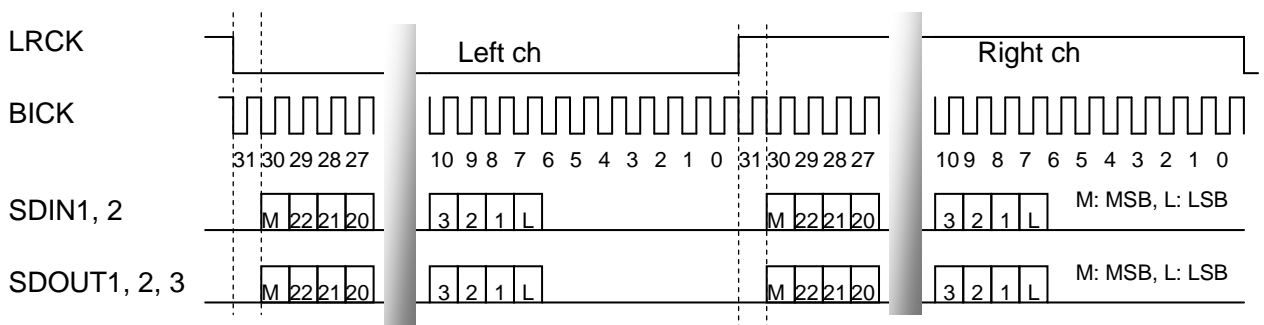 LRCK Left ch Right ch
BICK
31 30 29 28 27 10 9 8 7 6 5 4 3 2 1 0 31 30 29 28 27 10 9 8 7 6 5 4 3 2 1 0
SDIN1, 2 M 22 21 20 3 2 1 L M 22 21 20 3 2 1 L M: MSB, L: LSB
SDOUT1, 2, 3 M 22 21 20 3 2 1 L M 22 21 20 3 2 1 L M: MSB, L: LSB